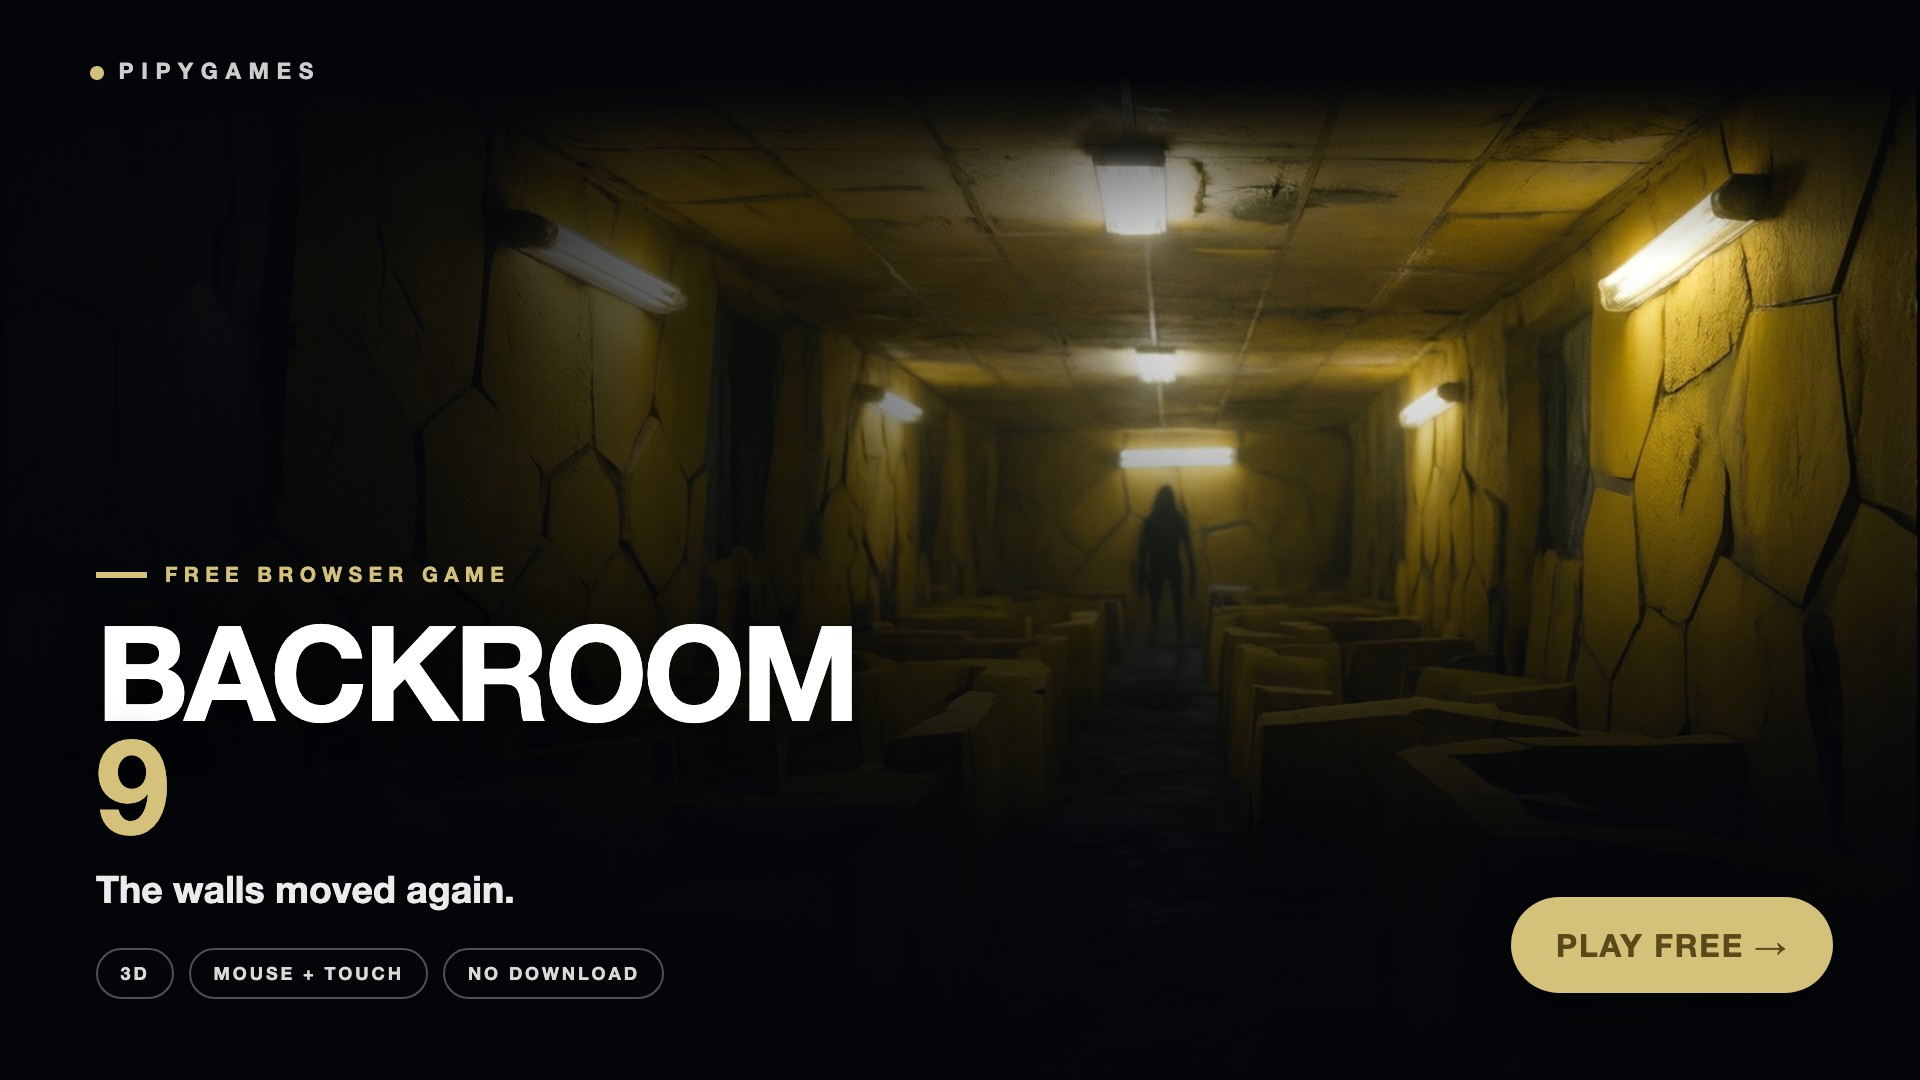 PIPYGAMES
FREE BROWSER GAME
BACKROOM
9
The walls moved again.
3D
MOUSE + TOUCH
NO DOWNLOAD
PLAY FREE →